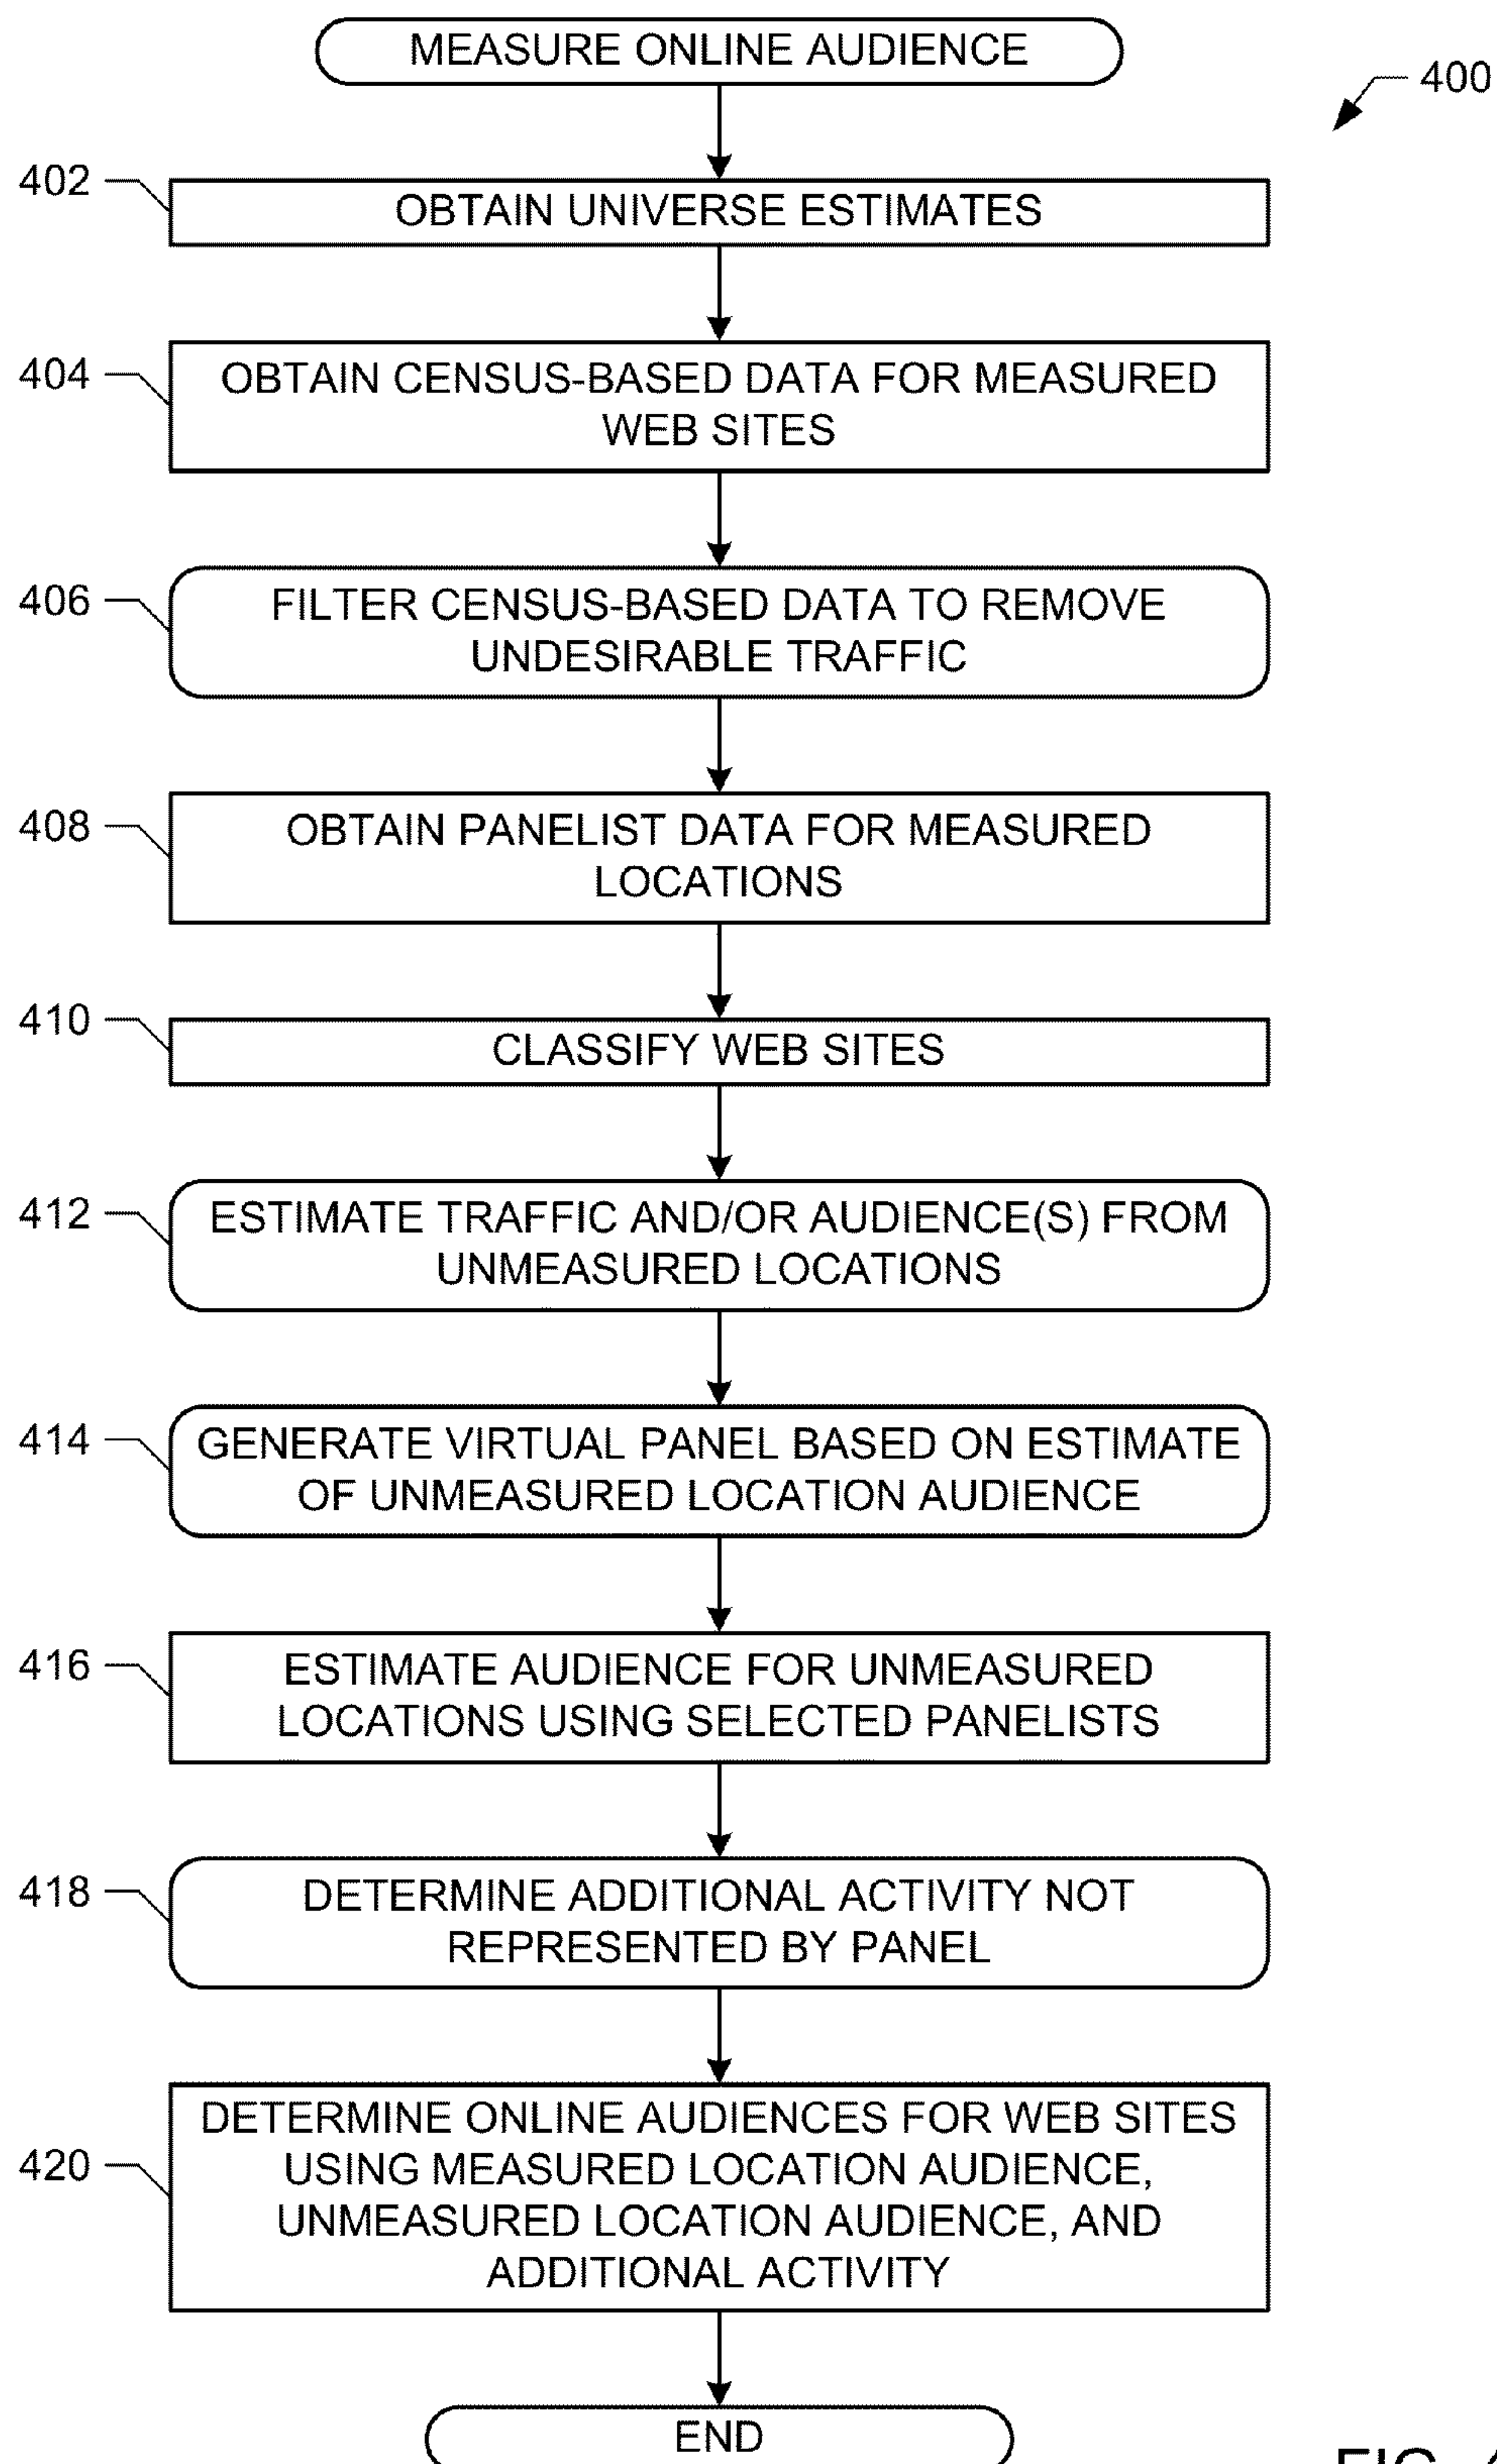 MEASURE ONLINE AUDIENCE
400
402
OBTAIN UNIVERSE ESTIMATES
404
OBTAIN CENSUS-BASED DATA FOR MEASURED
WEB SITES
406
FILTER CENSUS-BASED DATA TO REMOVE
UNDESIRABLE TRAFFIC
408
OBTAIN PANELIST DATA FOR MEASURED
LOCATIONS
410
CLASSIFY WEB SITES
412
ESTIMATE TRAFFIC AND/OR AUDIENCE(S) FROM
UNMEASURED LOCATIONS
414
GENERATE VIRTUAL PANEL BASED ON ESTIMATE
OF UNMEASURED LOCATION AUDIENCE
416
ESTIMATE AUDIENCE FOR UNMEASURED
LOCATIONS USING SELECTED PANELISTS
418
DETERMINE ADDITIONAL ACTIVITY NOT
REPRESENTED BY PANEL
420
DETERMINE ONLINE AUDIENCES FOR WEB SITES
USING MEASURED LOCATION AUDIENCE,
UNMEASURED LOCATION AUDIENCE, AND
ADDITIONAL ACTIVITY
END
FIG.